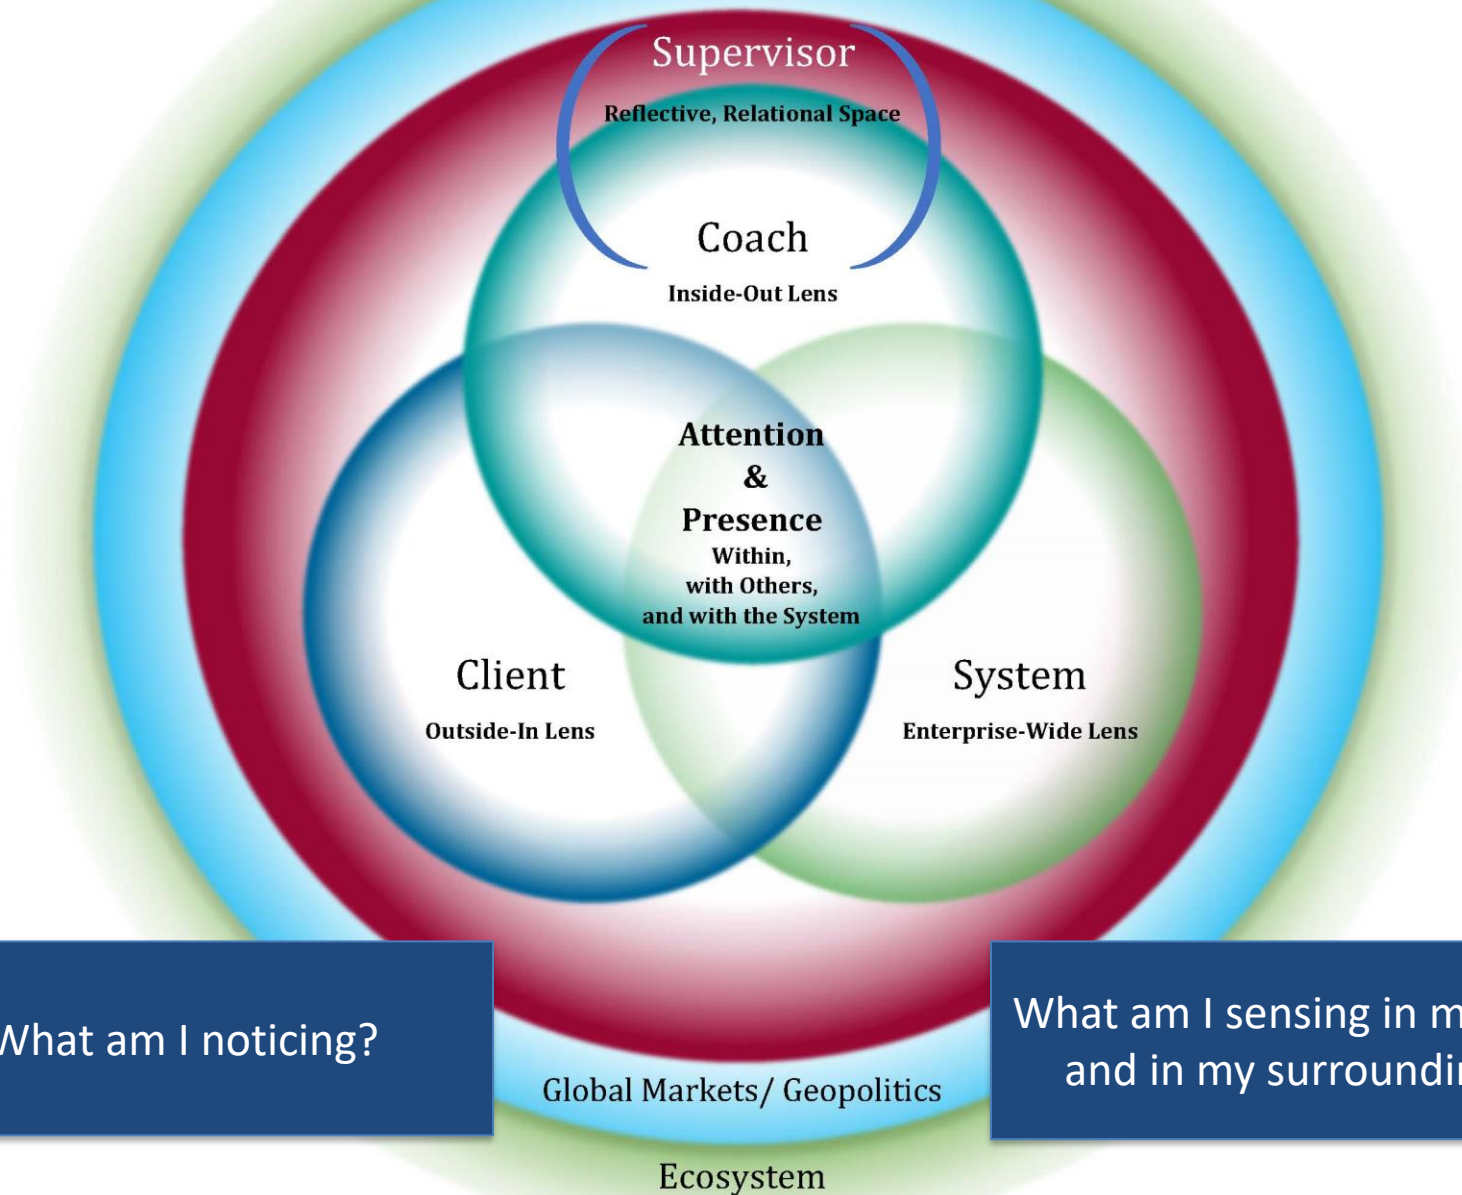 Supervisor
Reflective, Relational Space
Coach
Inside-Out Lens
Attention
&
Presence
Within,
with Others,
and with the System
Client
Outside-In Lens
System
Enterprise-Wide Lens
What am I noticing?
What am I sensing in
and in my
Global Markets/ Geopolitics
Ecosystem